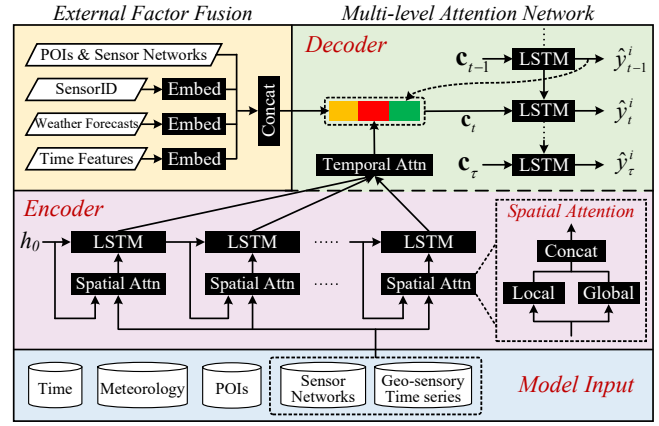 External Factor Fusion
Multi-level Attention Network
POIs & Sensor Networks
SensorID
Embed
Weather Forecasts
Embed
Time Features
Embed
Concat
Decoder
c_{t-1}
LSTM
ŷ^i_{t-1}
c_t
LSTM
ŷ^i_t
c_τ
LSTM
ŷ^i_τ
Temporal Attn
Encoder
h_0
LSTM
LSTM
......
LSTM
Spatial Attn
Spatial Attn
......
Spatial Attn
Spatial Attention
Concat
Local
Global
Time
Meteorology
POIs
Sensor
Networks
Geo-sensory
Time series
Model Input